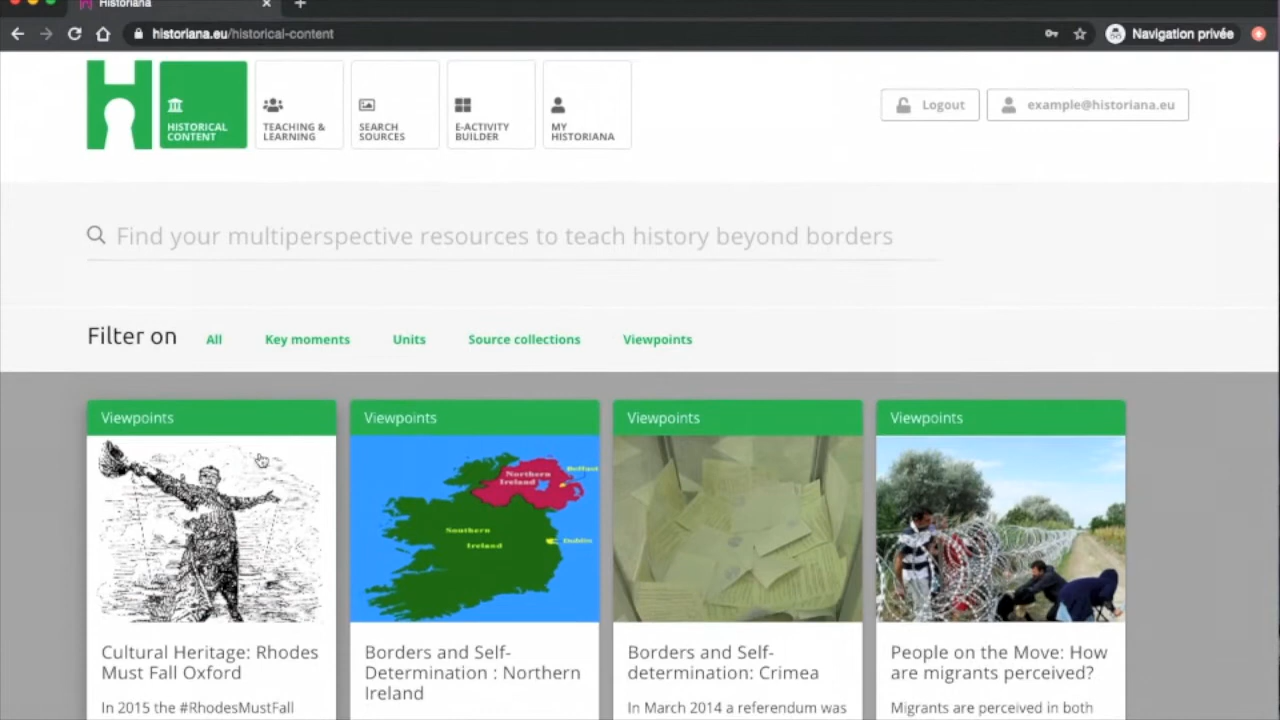 Historiana
historiana.eu/historical-content
Navigation privée
HISTORICAL
CONTENT
TEACHING &
LEARNING
SEARCH
SOURCES
E-ACTIVITY
BUILDER
MY
HISTORIANA
Logout
example@historiana.eu
Find your multiperspective resources to teach history beyond borders
Filter on All Key moments Units Source collections Viewpoints
Viewpoints
Cultural Heritage: Rhodes
Must Fall Oxford
In 2015 the #RhodesMustFall
Viewpoints
Northern
Ireland
Belfast
Southern
Ireland
Dublin
Borders and Self-
Determination : Northern
Ireland
Viewpoints
Borders and Self-
determination: Crimea
In March 2014 a referendum was
Viewpoints
People on the Move: How
are migrants perceived?
Migrants are perceived in both